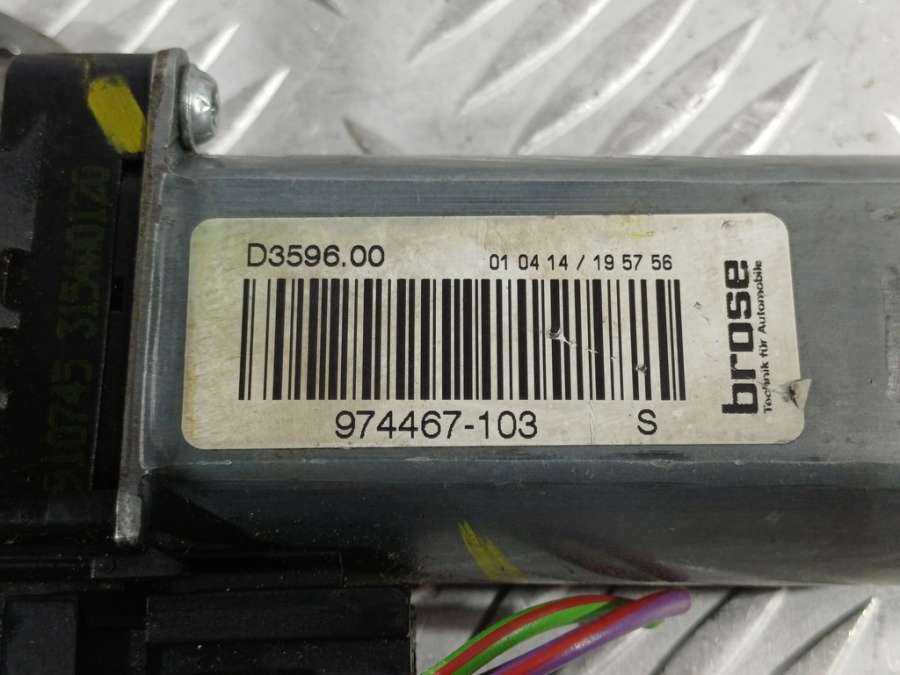 D3596.00
01 04 14 / 19 57 56
974467-103 S
brose
Technik für Automobile